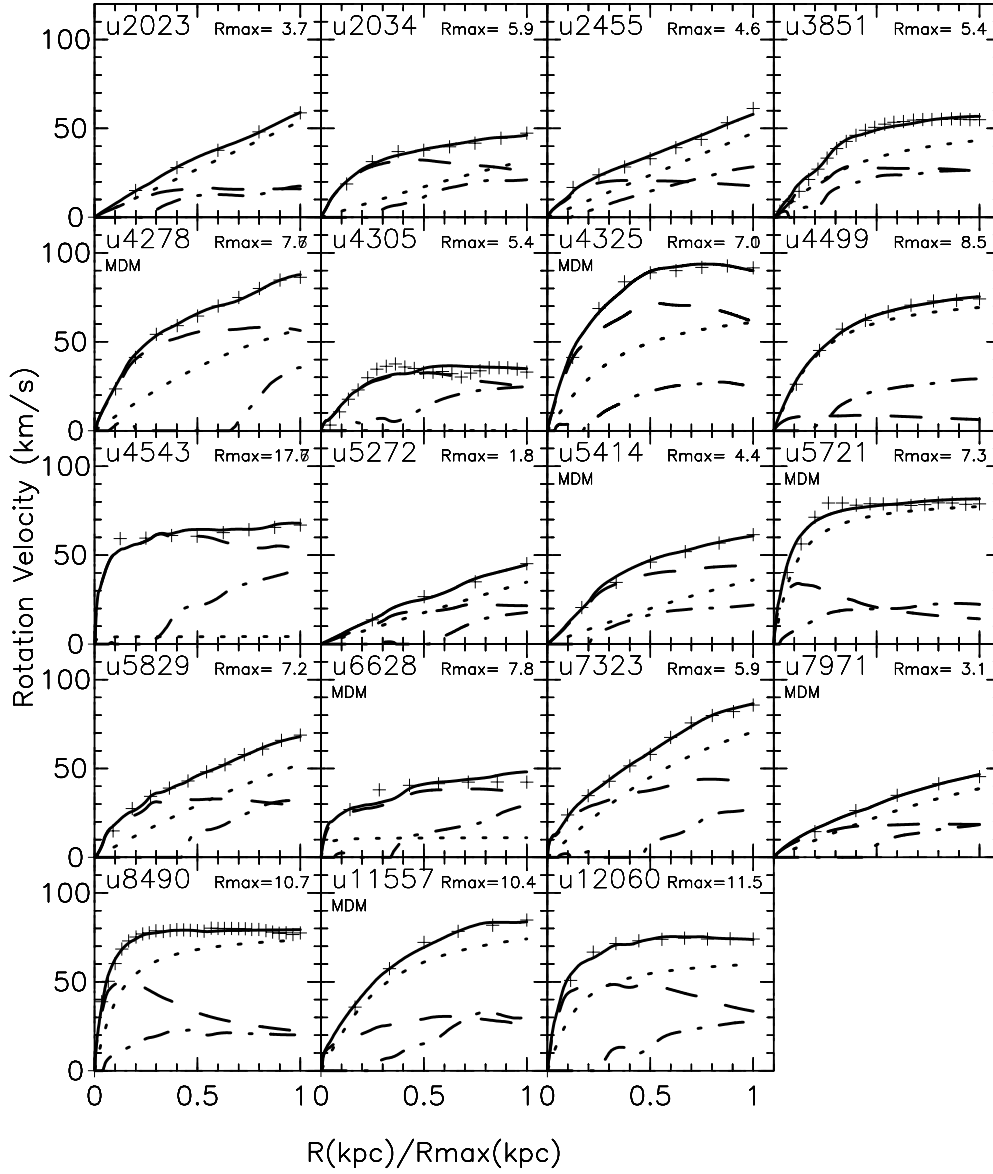 u2023 Rmax= 3.7
u2034 Rmax= 5.9
u2455 Rmax= 4.6
u3851 Rmax= 5.4
100
50
0
u4278 Rmax= 7.6
MDM
u4305 Rmax= 5.4
u4325 Rmax= 7.0
MDM
u4499 Rmax= 8.5
100
50
0
u4543 Rmax=17.6
u5272 Rmax= 1.8
u5414 Rmax= 4.4
MDM
u5721 Rmax= 7.3
MDM
100
50
0
u5829 Rmax= 7.2
u6628 Rmax= 7.8
MDM
u7323 Rmax= 5.9
u7971 Rmax= 3.1
MDM
100
50
0
u8490 Rmax=10.7
u11557 Rmax=10.4
MDM
u12060 Rmax=11.5
100
50
0
0 0.5 1 0 0.5 1 0 0.5 1 0
Rotation Velocity (km/s)
R(kpc)/Rmax(kpc)